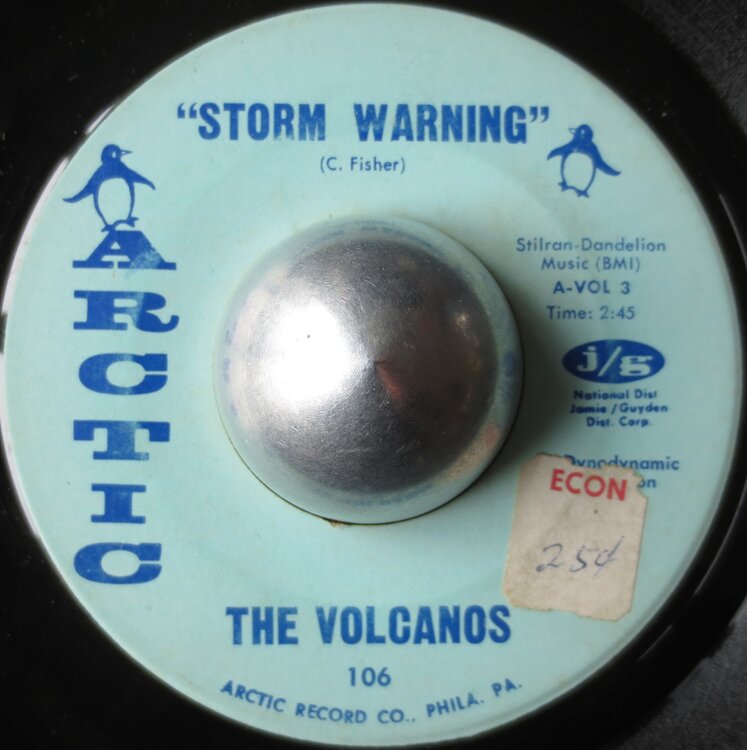 "STORM WARNING"
(C. Fisher)
ARCTIC
Stilran-Dandelion
Music (BMI)
A-VOL 3
Time: 2:45
j/g
National Dist
Jamie/Guyden
Dist. Corp.
Dynodynamic
ECON
25¢
THE VOLCANOS
106
ARCTIC RECORD CO., PHILA. PA.